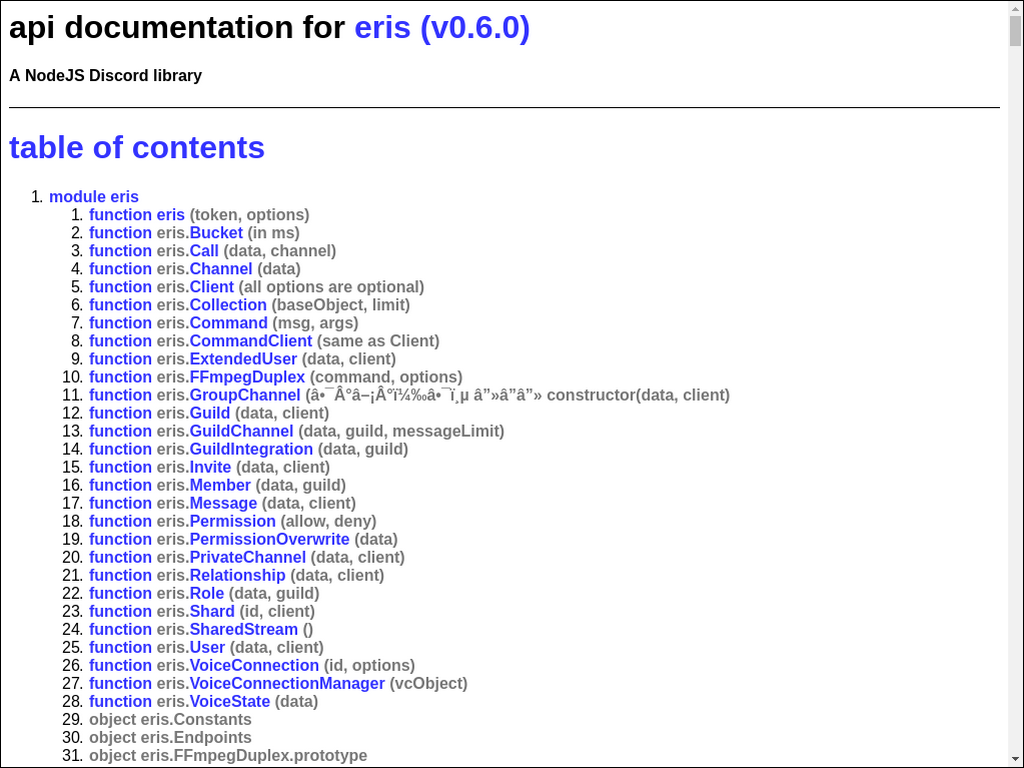 api documentation for eris (v0.6.0)
A NodeJS Discord library
table of contents
1. module eris
1. function eris (token, options)
2. function eris.Bucket (in ms)
3. function eris.Call (data, channel)
4. function eris.Channel (data)
5. function eris.Client (all options are optional)
6. function eris.Collection (baseObject, limit)
7. function eris.Command (msg, args)
8. function eris.CommandClient (same as Client)
9. function eris.ExtendedUser (data, client)
10. function eris.FFmpegDuplex (command, options)
11. function eris.GroupChannel (â•¯Â°â–¡Â°ï¼‰â•¯ï¸µ â”»â”â”» constructor(data, client)
12. function eris.Guild (data, client)
13. function eris.GuildChannel (data, guild, messageLimit)
14. function eris.GuildIntegration (data, guild)
15. function eris.Invite (data, client)
16. function eris.Member (data, guild)
17. function eris.Message (data, client)
18. function eris.Permission (allow, deny)
19. function eris.PermissionOverwrite (data)
20. function eris.PrivateChannel (data, client)
21. function eris.Relationship (data, client)
22. function eris.Role (data, guild)
23. function eris.Shard (id, client)
24. function eris.SharedStream ()
25. function eris.User (data, client)
26. function eris.VoiceConnection (id, options)
27. function eris.VoiceConnectionManager (vcObject)
28. function eris.VoiceState (data)
29. object eris.Constants
30. object eris.Endpoints
31. object eris.FFmpegDuplex.prototype